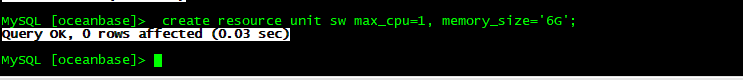 MySQL [oceanbase]>  create resource unit sw max_cpu=1, memory_size='6G';
Query OK, 0 rows affected (0.03 sec)
MySQL [oceanbase]>